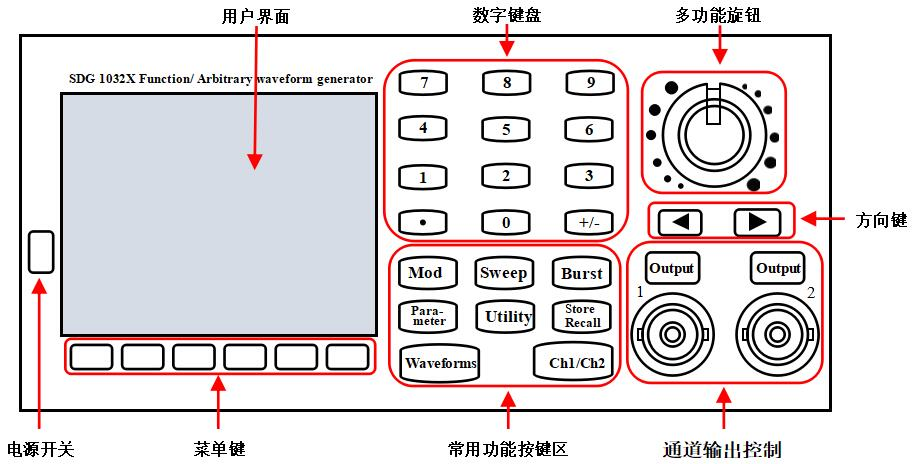 用户界面
数字键盘
多功能旋钮
SDG 1032X Function/ Arbitrary waveform generator
7
8
9
4
5
6
1
2
3
•
0
+/-
方向键
Mod
Sweep
Burst
Output
Output
1
2
Para-
meter
Utility
Store
Recall
Waveforms
Ch1/Ch2
电源开关
菜单键
常用功能按键区
通道输出控制